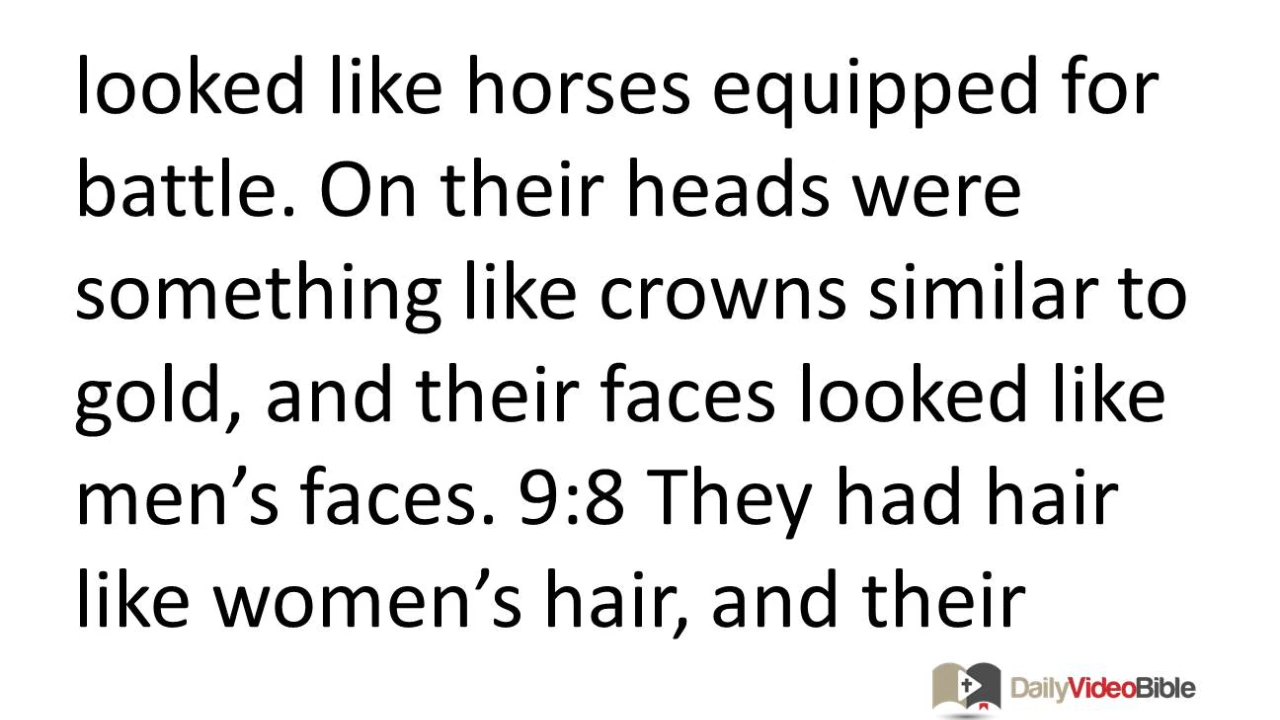 looked like horses equipped for
battle. On their heads were
something like crowns similar to
gold, and their faces looked like
men’s faces. 9:8 They had hair
like women’s hair, and their
DailyVideoBible